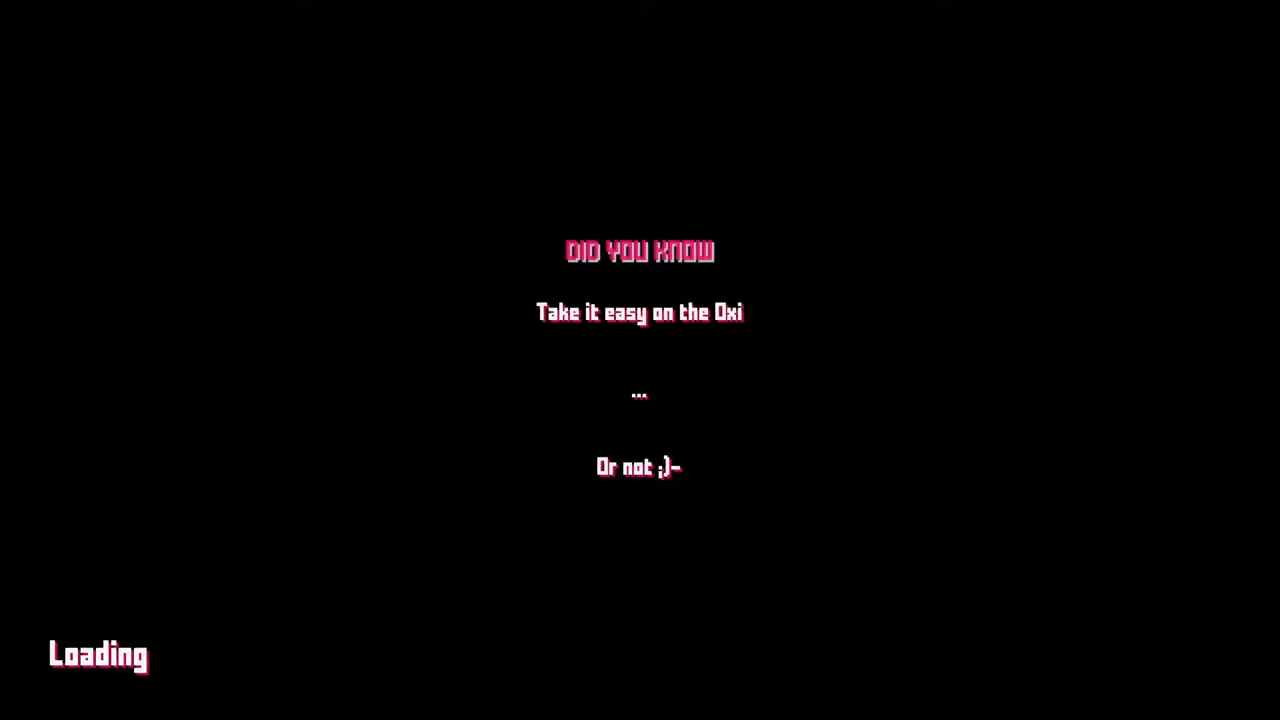 DID YOU KNOW
Take it easy on the Oxi
...
Or not ;)-
Loading